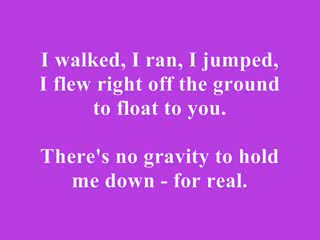 I walked, I ran, I jumped,
I flew right off the ground
to float to you.
There's no gravity to hold
me down - for real.